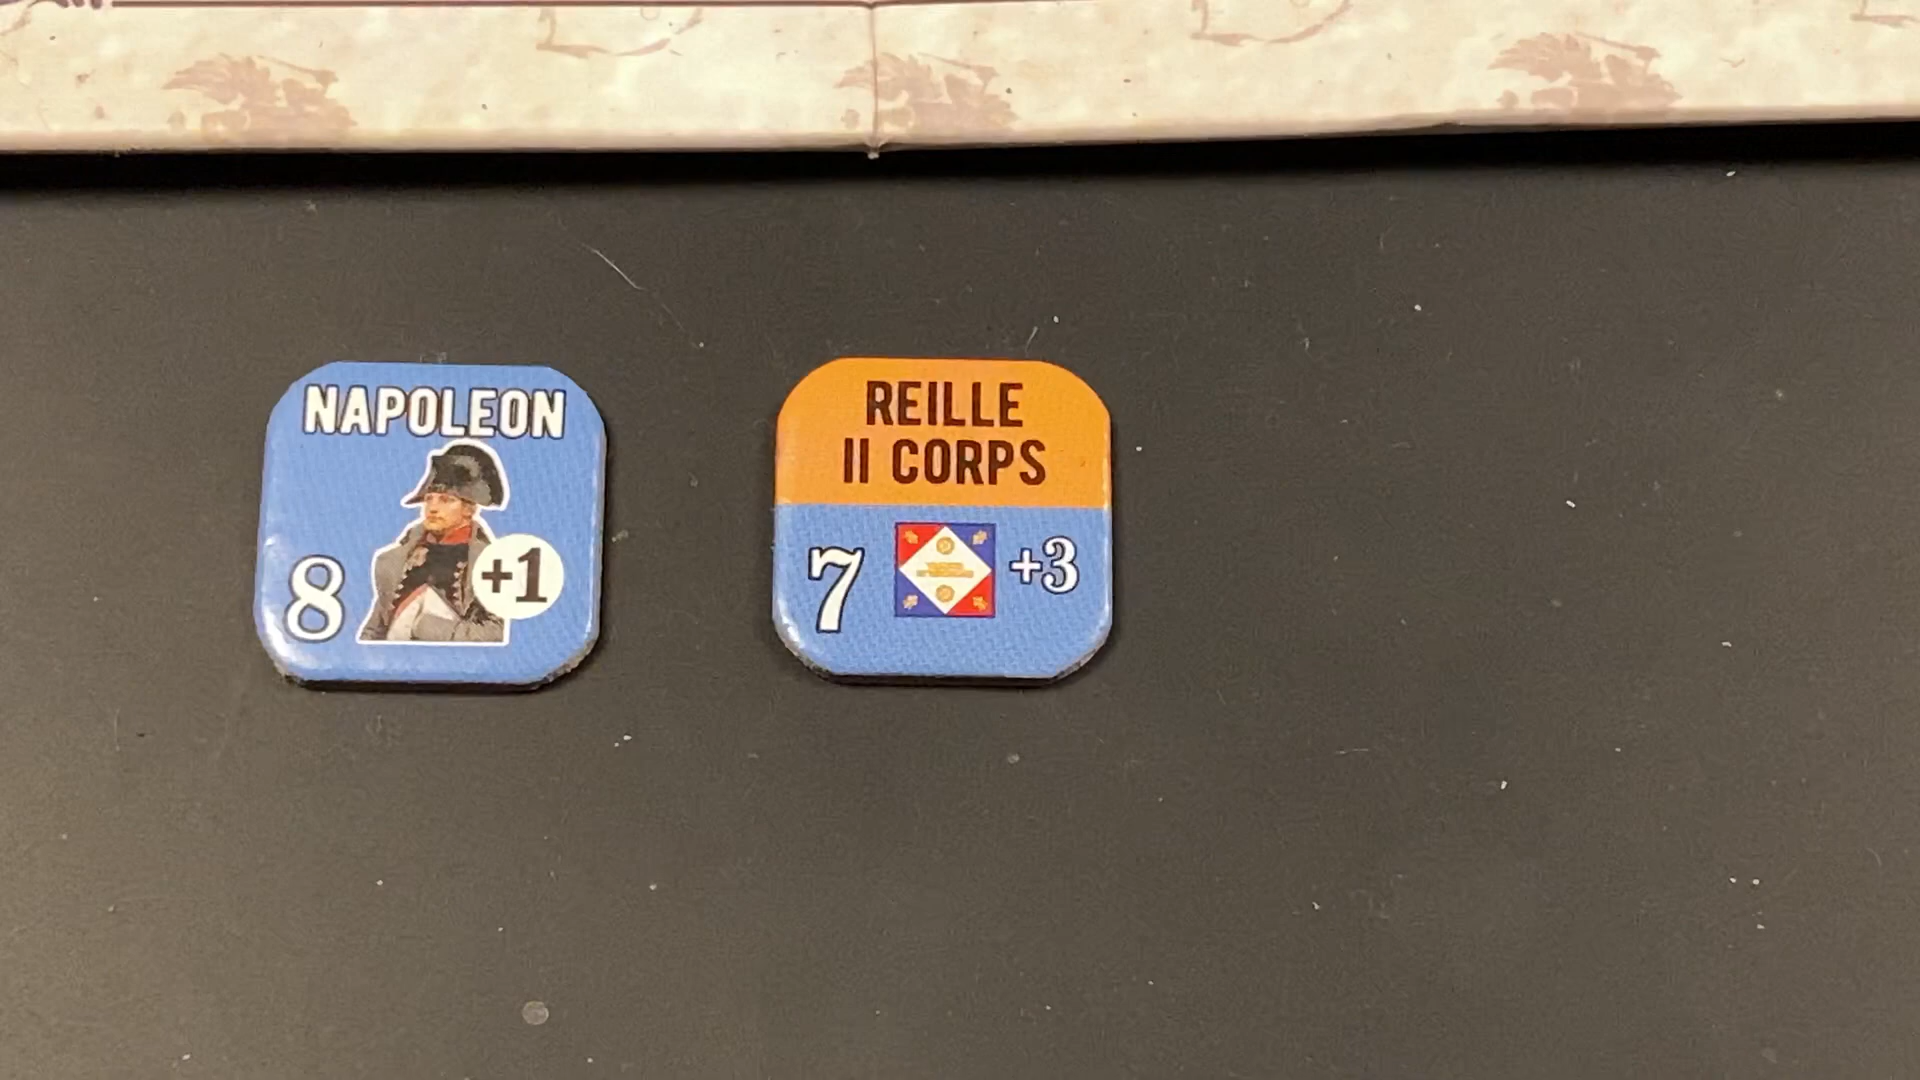 NAPOLEON
8 +1
REILLE
II CORPS
7 +3